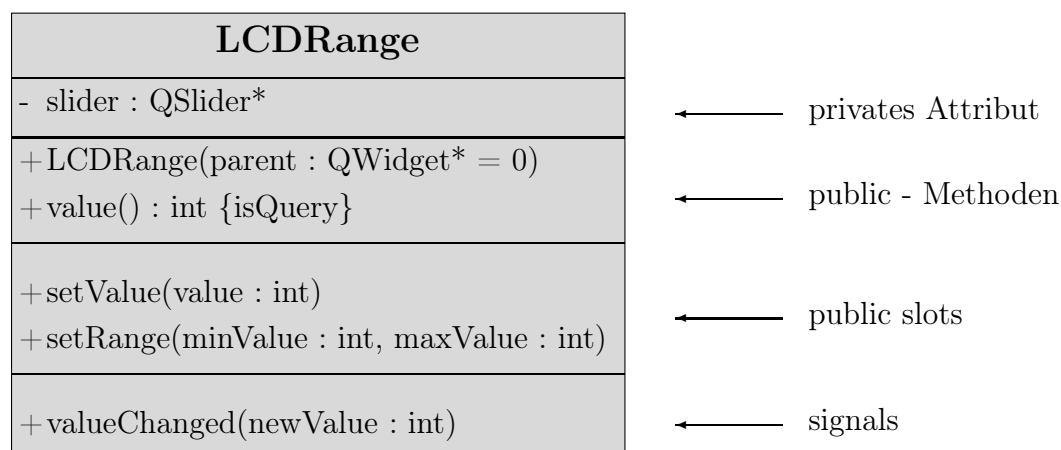 LCDRange
- slider : QSlider*
privates Attribut
+ LCDRange(parent : QWidget* = 0)
+ value() : int {isQuery}
public - Methoden
+ setValue(value : int)
+ setRange(minValue : int, maxValue : int)
public slots
+ valueChanged(newValue : int)
signals